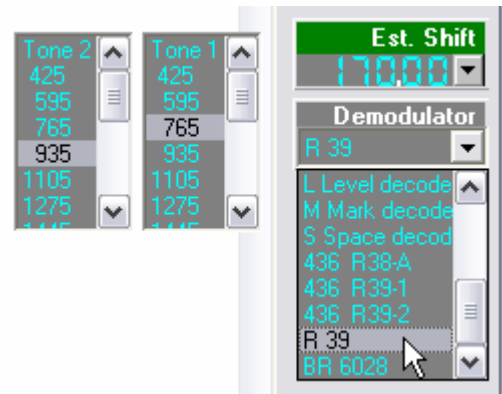 Tone 2
425
595
765
935
1105
1275
Tone 1
425
595
765
935
1105
1275
Est. Shift
170.00
Demodulator
R 39
L Level decode
M Mark decode
S Space decod
436 R38-A
436 R39-1
436 R39-2
R 39
BR 6028